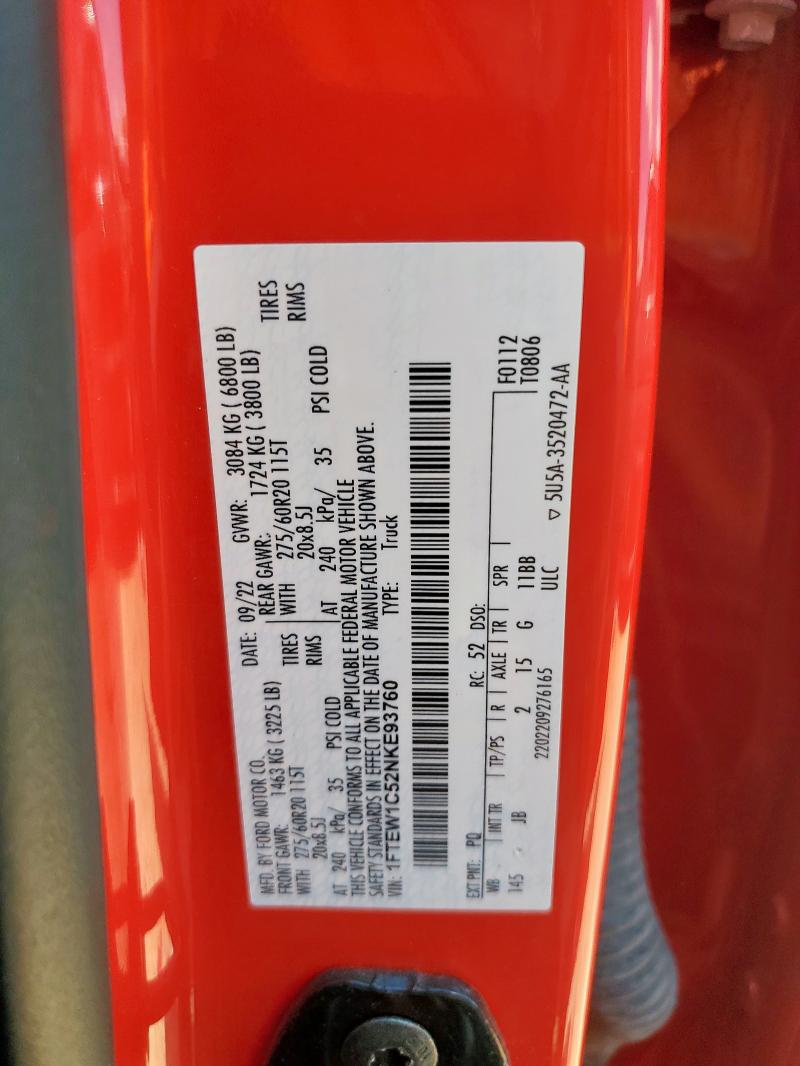 MFD. BY FORD MOTOR CO.
DATE: 09/22 GVWR: 3084 KG ( 6800 LB)
FRONT GAWR: 1463 KG ( 3225 LB)
REAR GAWR: 1724 KG ( 3800 LB)
WITH 275/60R20 115T TIRES
20x8.5J RIMS
AT 240 kPa/ 35 PSI COLD
WITH 275/60R20 115T TIRES
20x8.5J RIMS
AT 240 kPa/ 35 PSI COLD
THIS VEHICLE CONFORMS TO ALL APPLICABLE FEDERAL MOTOR VEHICLE
SAFETY STANDARDS IN EFFECT ON THE DATE OF MANUFACTURE SHOWN ABOVE.
VIN: 1FTEW1C52NKE93760 TYPE: Truck
EXT PNT: PQ RC: 52 DSO:
WB INT TR TP/PS R AXLE TR SPR
145 JB 2 15 G 11BB
F0112
T0806
2202209276165 ULC
▽ 5U5A-3520472-AA